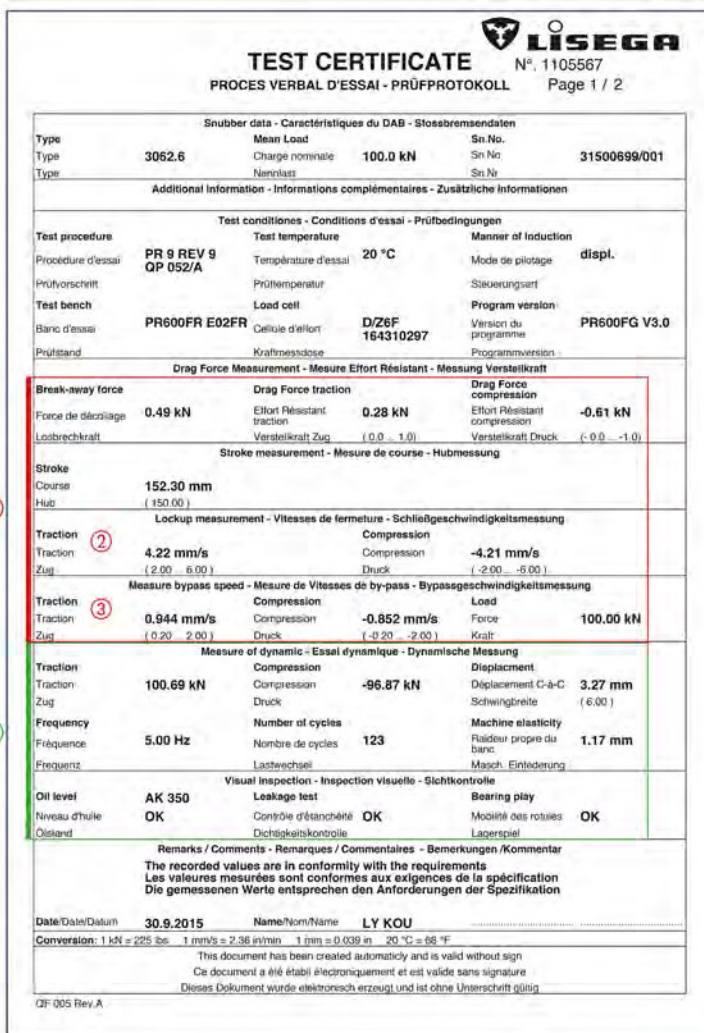 LISEGA
TEST CERTIFICATE N°. 1105567
PROCES VERBAL D'ESSAI - PRÜFPROTOKOLL Page 1 / 2
Snubber data - Caractéristiques du DAB - Stossbremsendaten
Type Mean Load Sn.No.
Type 3062.6 Charge nominale 100.0 kN Sn No 31500699/001
Type Nennlast Sn.Nr
Additional Information - Informations complémentaires - Zusätzliche Informationen
Test conditiones - Conditions d'essai - Prüfbedingungen
Test procedure Test temperature Manner of Induction
Procédure d'essai PR 9 REV 9 QP 052/A Température d'essai 20 °C Mode de pilotage displ.
Prüfvorschrift Prüftemperatur Steuerungsart
Test bench Load cell Program version
Banc d'essai PR600FR E02FR Cellule d'effort D/Z6F 164310297 Version du programme PR600FG V3.0
Prüfstand Kraftmessdose Programmversion
Drag Force Measurement - Mesure Effort Résistant - Messung Verstellkraft
Break-away force Drag Force traction Drag Force compression
Force de décollage 0.49 kN Effort Résistant traction 0.28 kN Effort Résistant compression -0.61 kN
Losbrechkraft Verstellkraft Zug ( 0.0 ... 1.0) Verstellkraft Druck (- 0.0 ... -1.0)
Stroke measurement - Mesure de course - Hubmessung
Stroke
Course 152.30 mm
Hub ( 150.00 )
Lockup measurement - Vitesses de fermeture - Schließgeschwindigkeitsmessung
Traction ② Compression
Traction 4.22 mm/s Compression -4.21 mm/s
Zug ( 2.00 ... 6.00 ) Druck ( -2.00 ... -6.00 )
Measure bypass speed - Mesure de Vitesses de by-pass - Bypassgeschwindigkeitsmessung
Traction ③ Compression Load
Traction 0.944 mm/s Compression -0.852 mm/s Force 100.00 kN
Zug ( 0.20 ... 2.00 ) Druck ( -0.20 ... -2.00 ) Kraft
Measure of dynamic - Essai dynamique - Dynamische Messung
Traction Compression Displacment
Traction 100.69 kN Compression -96.87 kN Déplacement C-à-C 3.27 mm
Zug Druck Schwingbreite ( 6.00 )
Frequency Number of cycles Machine elasticity
Fréquence 5.00 Hz Nombre de cycles 123 Raideur propre du banc 1.17 mm
Frequenz Lastwechsel Masch. Einfederung
Visual inspection - Inspection visuelle - Sichtkontrolle
Oil level AK 350 Leakage test Bearing play
Niveau d'huile OK Contrôle d'étanchéité OK Mobilité des rotules OK
Ölstand Dichtigkeitskontrolle Lagerspiel
Remarks / Comments - Remarques / Commentaires - Bemerkungen /Kommentar
The recorded values are in conformity with the requirements
Les valeures mesurées sont conformes aux exigences de la spécification
Die gemessenen Werte entsprechen den Anforderungen der Spezifikation
Date/Date/Datum 30.9.2015 Name/Nom/Name LY KOU
Conversion: 1 kN = 225 lbs 1 mm/s = 2.36 in/min 1 mm = 0.039 in 20 °C = 68 °F
This document has been created automaticly and is valid without sign
Ce document a été établi électroniquement et est valide sans signature
Dieses Dokument wurde elektronisch erzeugt und ist ohne Unterschrift gültig
QF 005 Rev.A